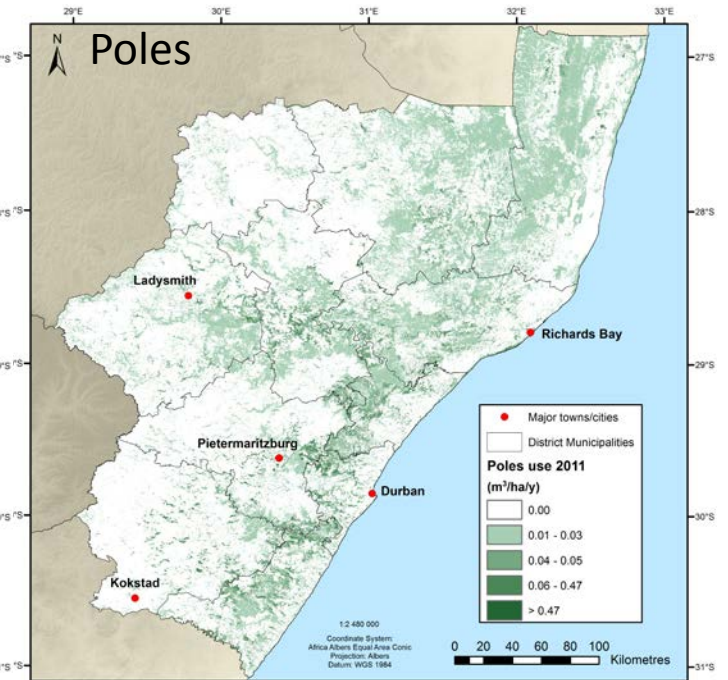 29°E 30°E 31°E 32°E 33°E
N
Poles
27°S
28°S
29°S
30°S
31°S
Ladysmith
Richards Bay
Pietermaritzburg
Durban
Kokstad
Major towns/cities
District Municipalities
Poles use 2011
(m³/ha/y)
0.00
0.01 - 0.03
0.04 - 0.05
0.06 - 0.47
> 0.47
1:2 480 000
Coordinate System:
Africa Albers Equal Area Conic
Projection: Albers
Datum: WGS 1984
0 20 40 60 80 100
Kilometres